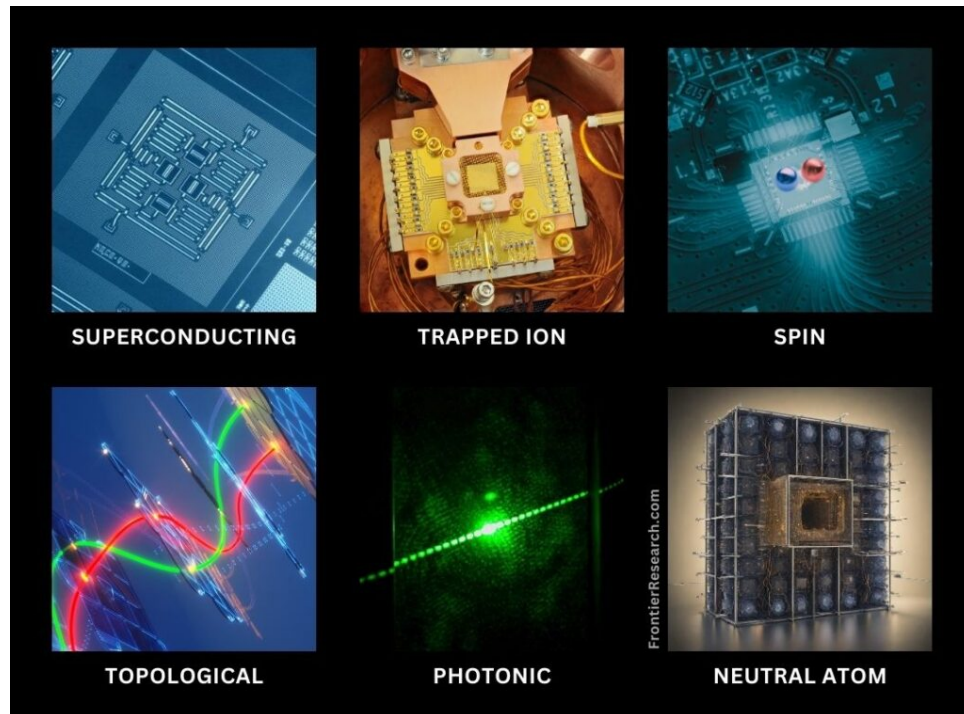 SUPERCONDUCTING
TRAPPED ION
SPIN
TOPOLOGICAL
PHOTONIC
NEUTRAL ATOM
FrontierResearch.com